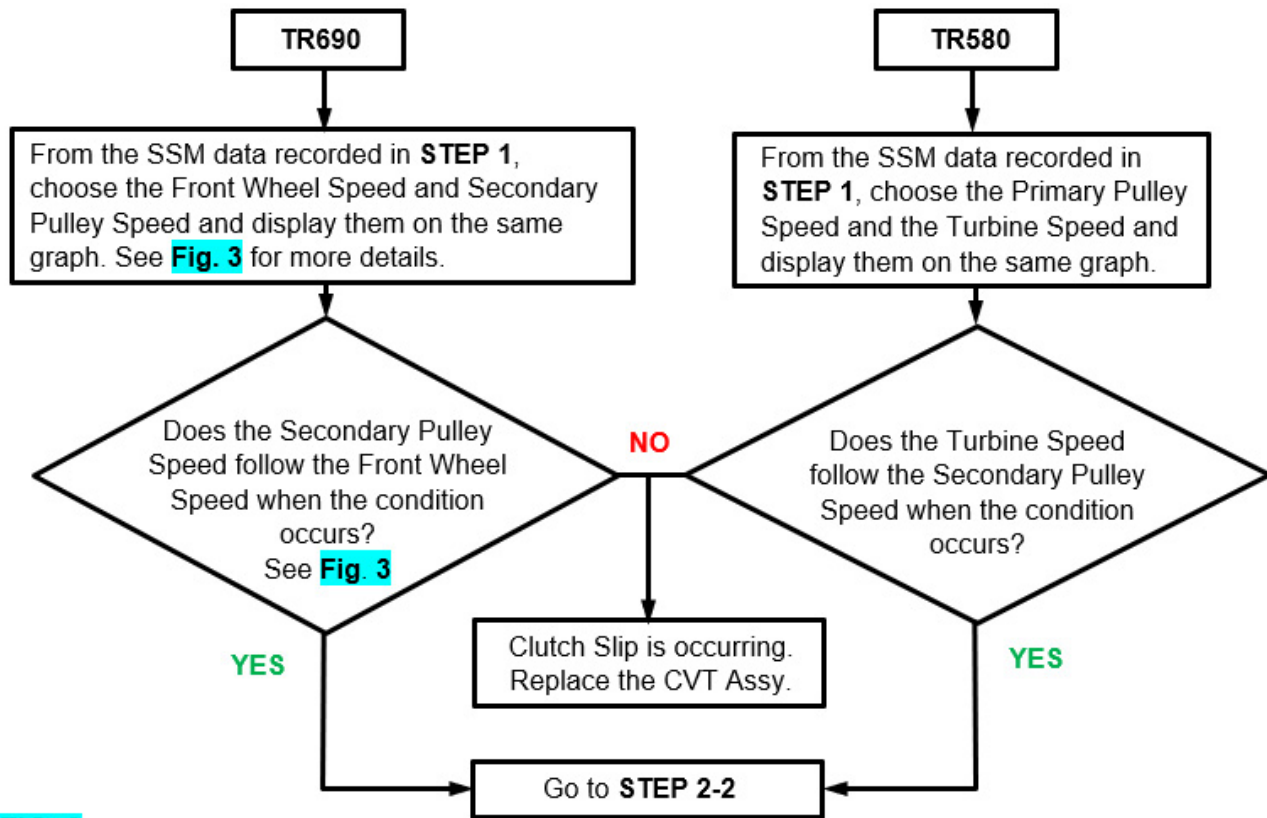 TR690
TR580
From the SSM data recorded in STEP 1,
choose the Front Wheel Speed and Secondary
Pulley Speed and display them on the same
graph. See Fig. 3 for more details.
From the SSM data recorded in
STEP 1, choose the Primary Pulley
Speed and the Turbine Speed and
display them on the same graph.
Does the Secondary Pulley
Speed follow the Front Wheel
Speed when the condition
occurs?
See Fig. 3
NO
Does the Turbine Speed
follow the Secondary Pulley
Speed when the condition
occurs?
YES
Clutch Slip is occurring.
Replace the CVT Assy.
YES
Go to STEP 2-2